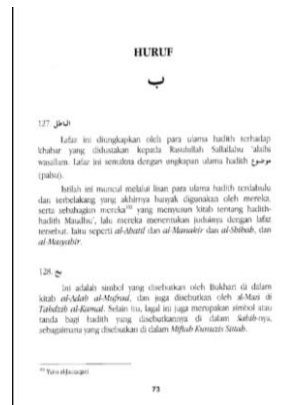 HURUF
ب
127. الباطل
Lafaz ini diungkapkan oleh para ulama hadith terhadap
khabar yang didustakan kepada Rasulullah Sallallahu 'alaihi
wasallam. Lafaz ini semakna dengan ungkapan ulama hadith موضوع
(palsu).
Istilah ini muncul melalui lisan para ulama hadith terdahulu
dan terbelakang yang akhirnya banyak digunakan oleh mereka,
serta sebahagian mereka yang menyusun kitab tentang hadith-
hadith Maudhu', lalu mereka menentukan judulnya dengan lafaz
tersebut. Iaitu seperti al-Abatil dan al-Manakir dan al-Shihah, dan
al-Masyahir.
128. بخ
Ini adalah simbol yang disebutkan oleh Bukhari di dalam
kitab al-Adab al-Mufrad, dan juga disebutkan oleh al-Mizi di
Tahdzib al-Kamal. Selain itu, ia juga merupakan simbol atau
tanda bagi hadith yang disebutkannya di dalam Sahih-nya,
sebagaimana yang disebutkan di dalam Miftah Kunuzis Sittah.
Yaitu al-Jauzaqani
73